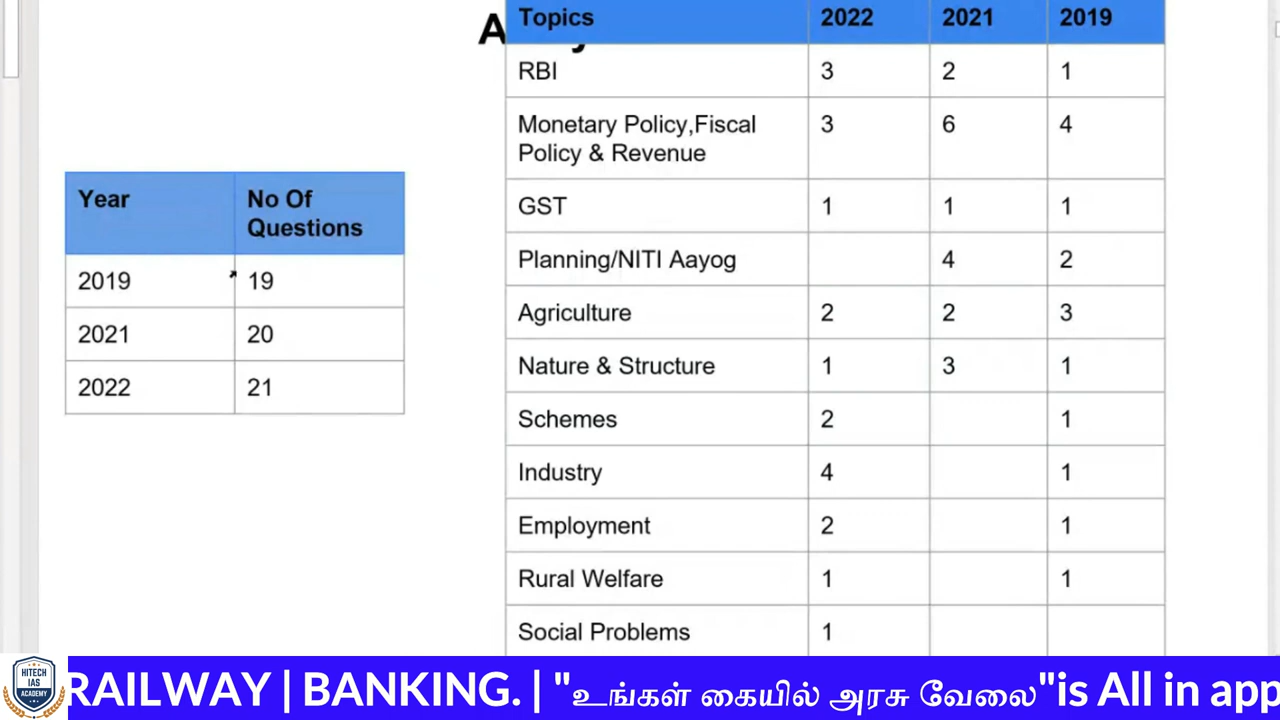 A
Topics 2022 2021 2019
RBI 3 2 1
Monetary Policy,Fiscal 3 6 4
Policy & Revenue
GST 1 1 1
Planning/NITI Aayog 4 2
Agriculture 2 2 3
Nature & Structure 1 3 1
Schemes 2 1
Industry 4 1
Employment 2 1
Rural Welfare 1 1
Social Problems 1
Year No Of
Questions
2019 19
2021 20
2022 21
HITECH
IAS
ACADEMY
RAILWAY | BANKING. | "உங்கள் கையில் அரசு வேலை"is All in app